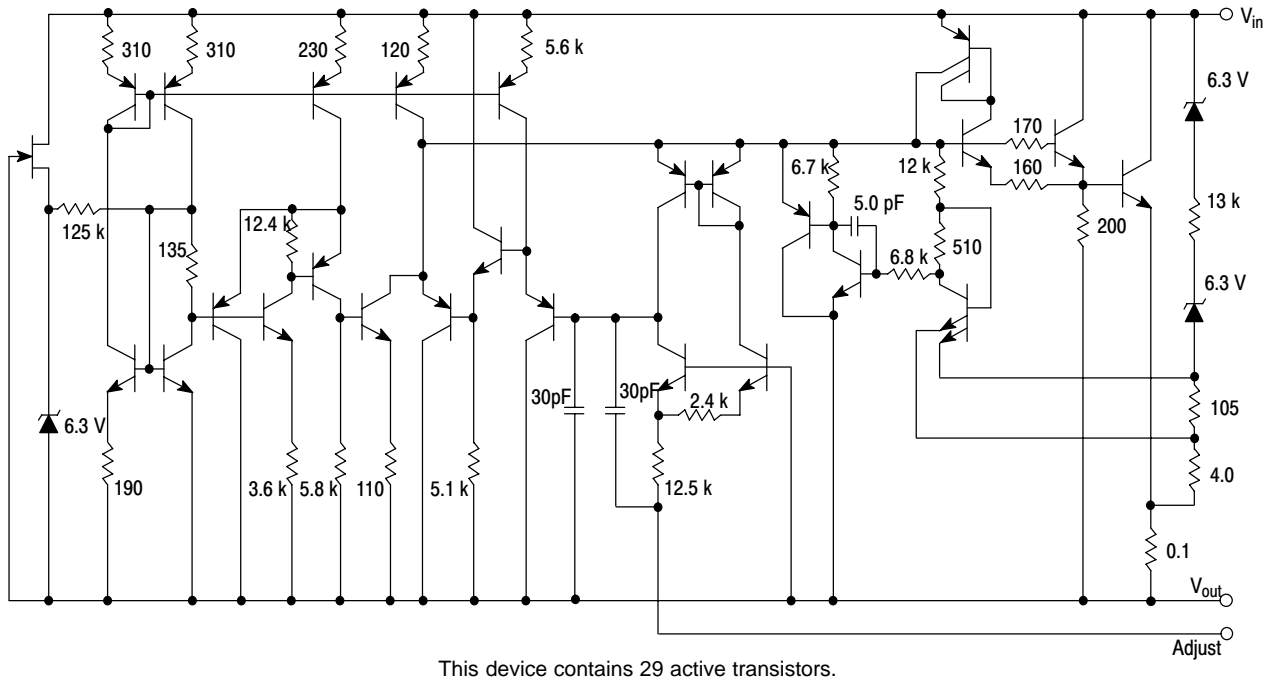 310
310
230
120
5.6 k
V_in
6.3 V
170
160
6.7 k
12 k
5.0 pF
13 k
125 k
135
12.4 k
200
6.8 k
510
6.3 V
30pF
30pF
2.4 k
105
6.3 V
190
3.6 k
5.8 k
110
5.1 k
12.5 k
4.0
0.1
V_out
Adjust
This device contains 29 active transistors.